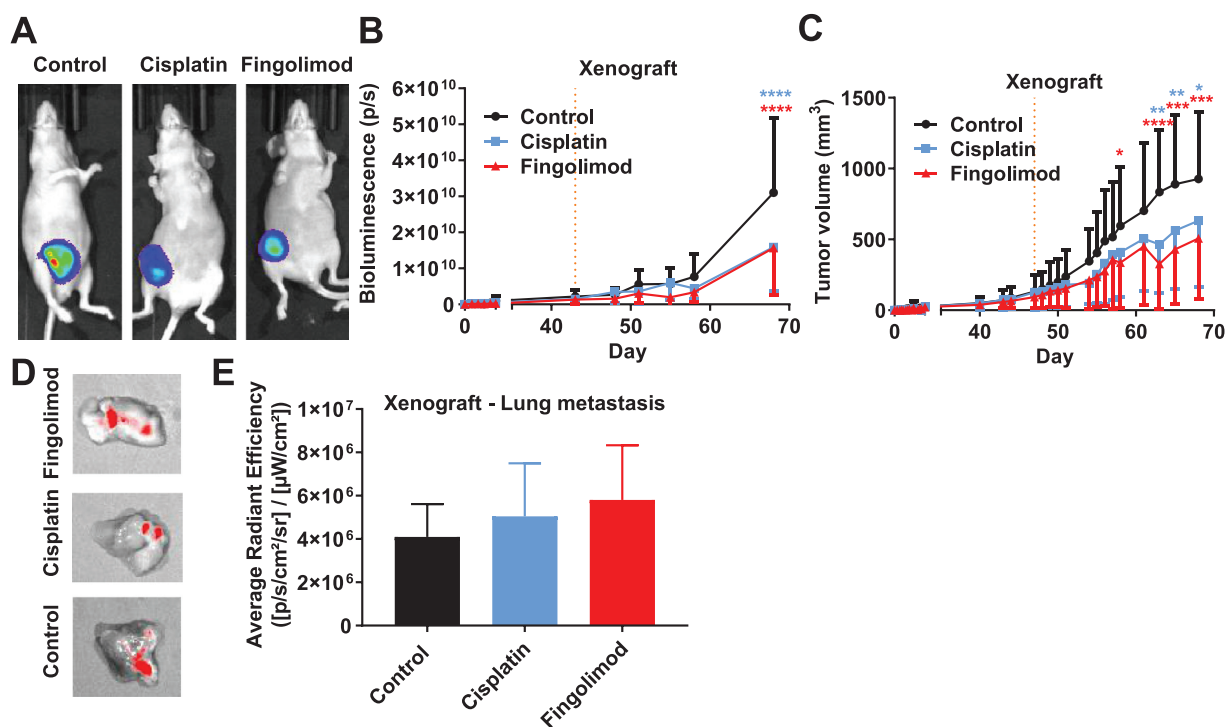 A
Control
Cisplatin
Fingolimod
B
Xenograft
Bioluminescence (p/s)
6×10¹⁰
5×10¹⁰
4×10¹⁰
3×10¹⁰
2×10¹⁰
1×10¹⁰
0
Control
Cisplatin
Fingolimod
****
****
0
40
50
60
70
Day
C
Xenograft
Tumor volume (mm³)
1500
1000
500
0
Control
Cisplatin
Fingolimod
*
**
****
**
***
*
***
0
40
50
60
70
Day
D
Fingolimod
Cisplatin
Control
E
Xenograft - Lung metastasis
Average Radiant Efficiency
([p/s/cm²/sr] / [µW/cm²])
1×10⁷
8×10⁶
6×10⁶
4×10⁶
2×10⁶
0
Control
Cisplatin
Fingolimod